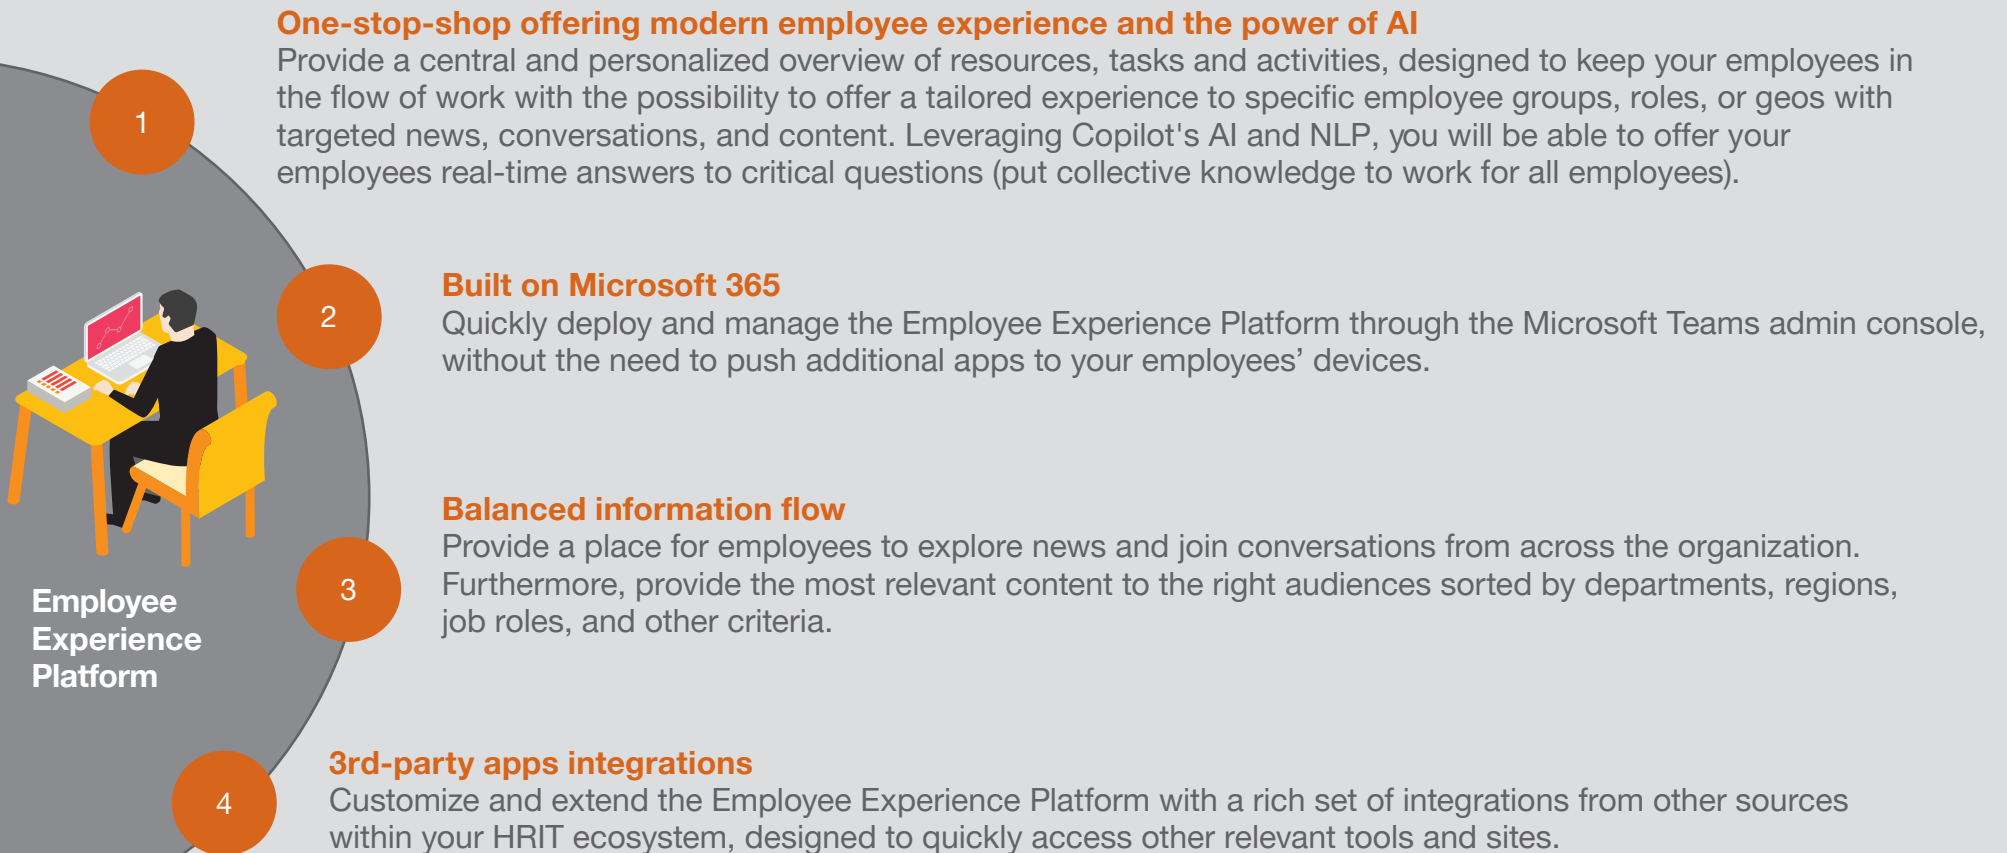 One-stop-shop offering modern employee experience and the power of AI
Provide a central and personalized overview of resources, tasks and activities, designed to keep your employees in
the flow of work with the possibility to offer a tailored experience to specific employee groups, roles, or geos with
targeted news, conversations, and content. Leveraging Copilot's AI and NLP, you will be able to offer your
employees real-time answers to critical questions (put collective knowledge to work for all employees).
1
Built on Microsoft 365
Quickly deploy and manage the Employee Experience Platform through the Microsoft Teams admin console,
without the need to push additional apps to your employees’ devices.
2
Balanced information flow
Provide a place for employees to explore news and join conversations from across the organization.
Furthermore, provide the most relevant content to the right audiences sorted by departments, regions,
job roles, and other criteria.
3
Employee
Experience
Platform
3rd-party apps integrations
Customize and extend the Employee Experience Platform with a rich set of integrations from other sources
within your HRIT ecosystem, designed to quickly access other relevant tools and sites.
4